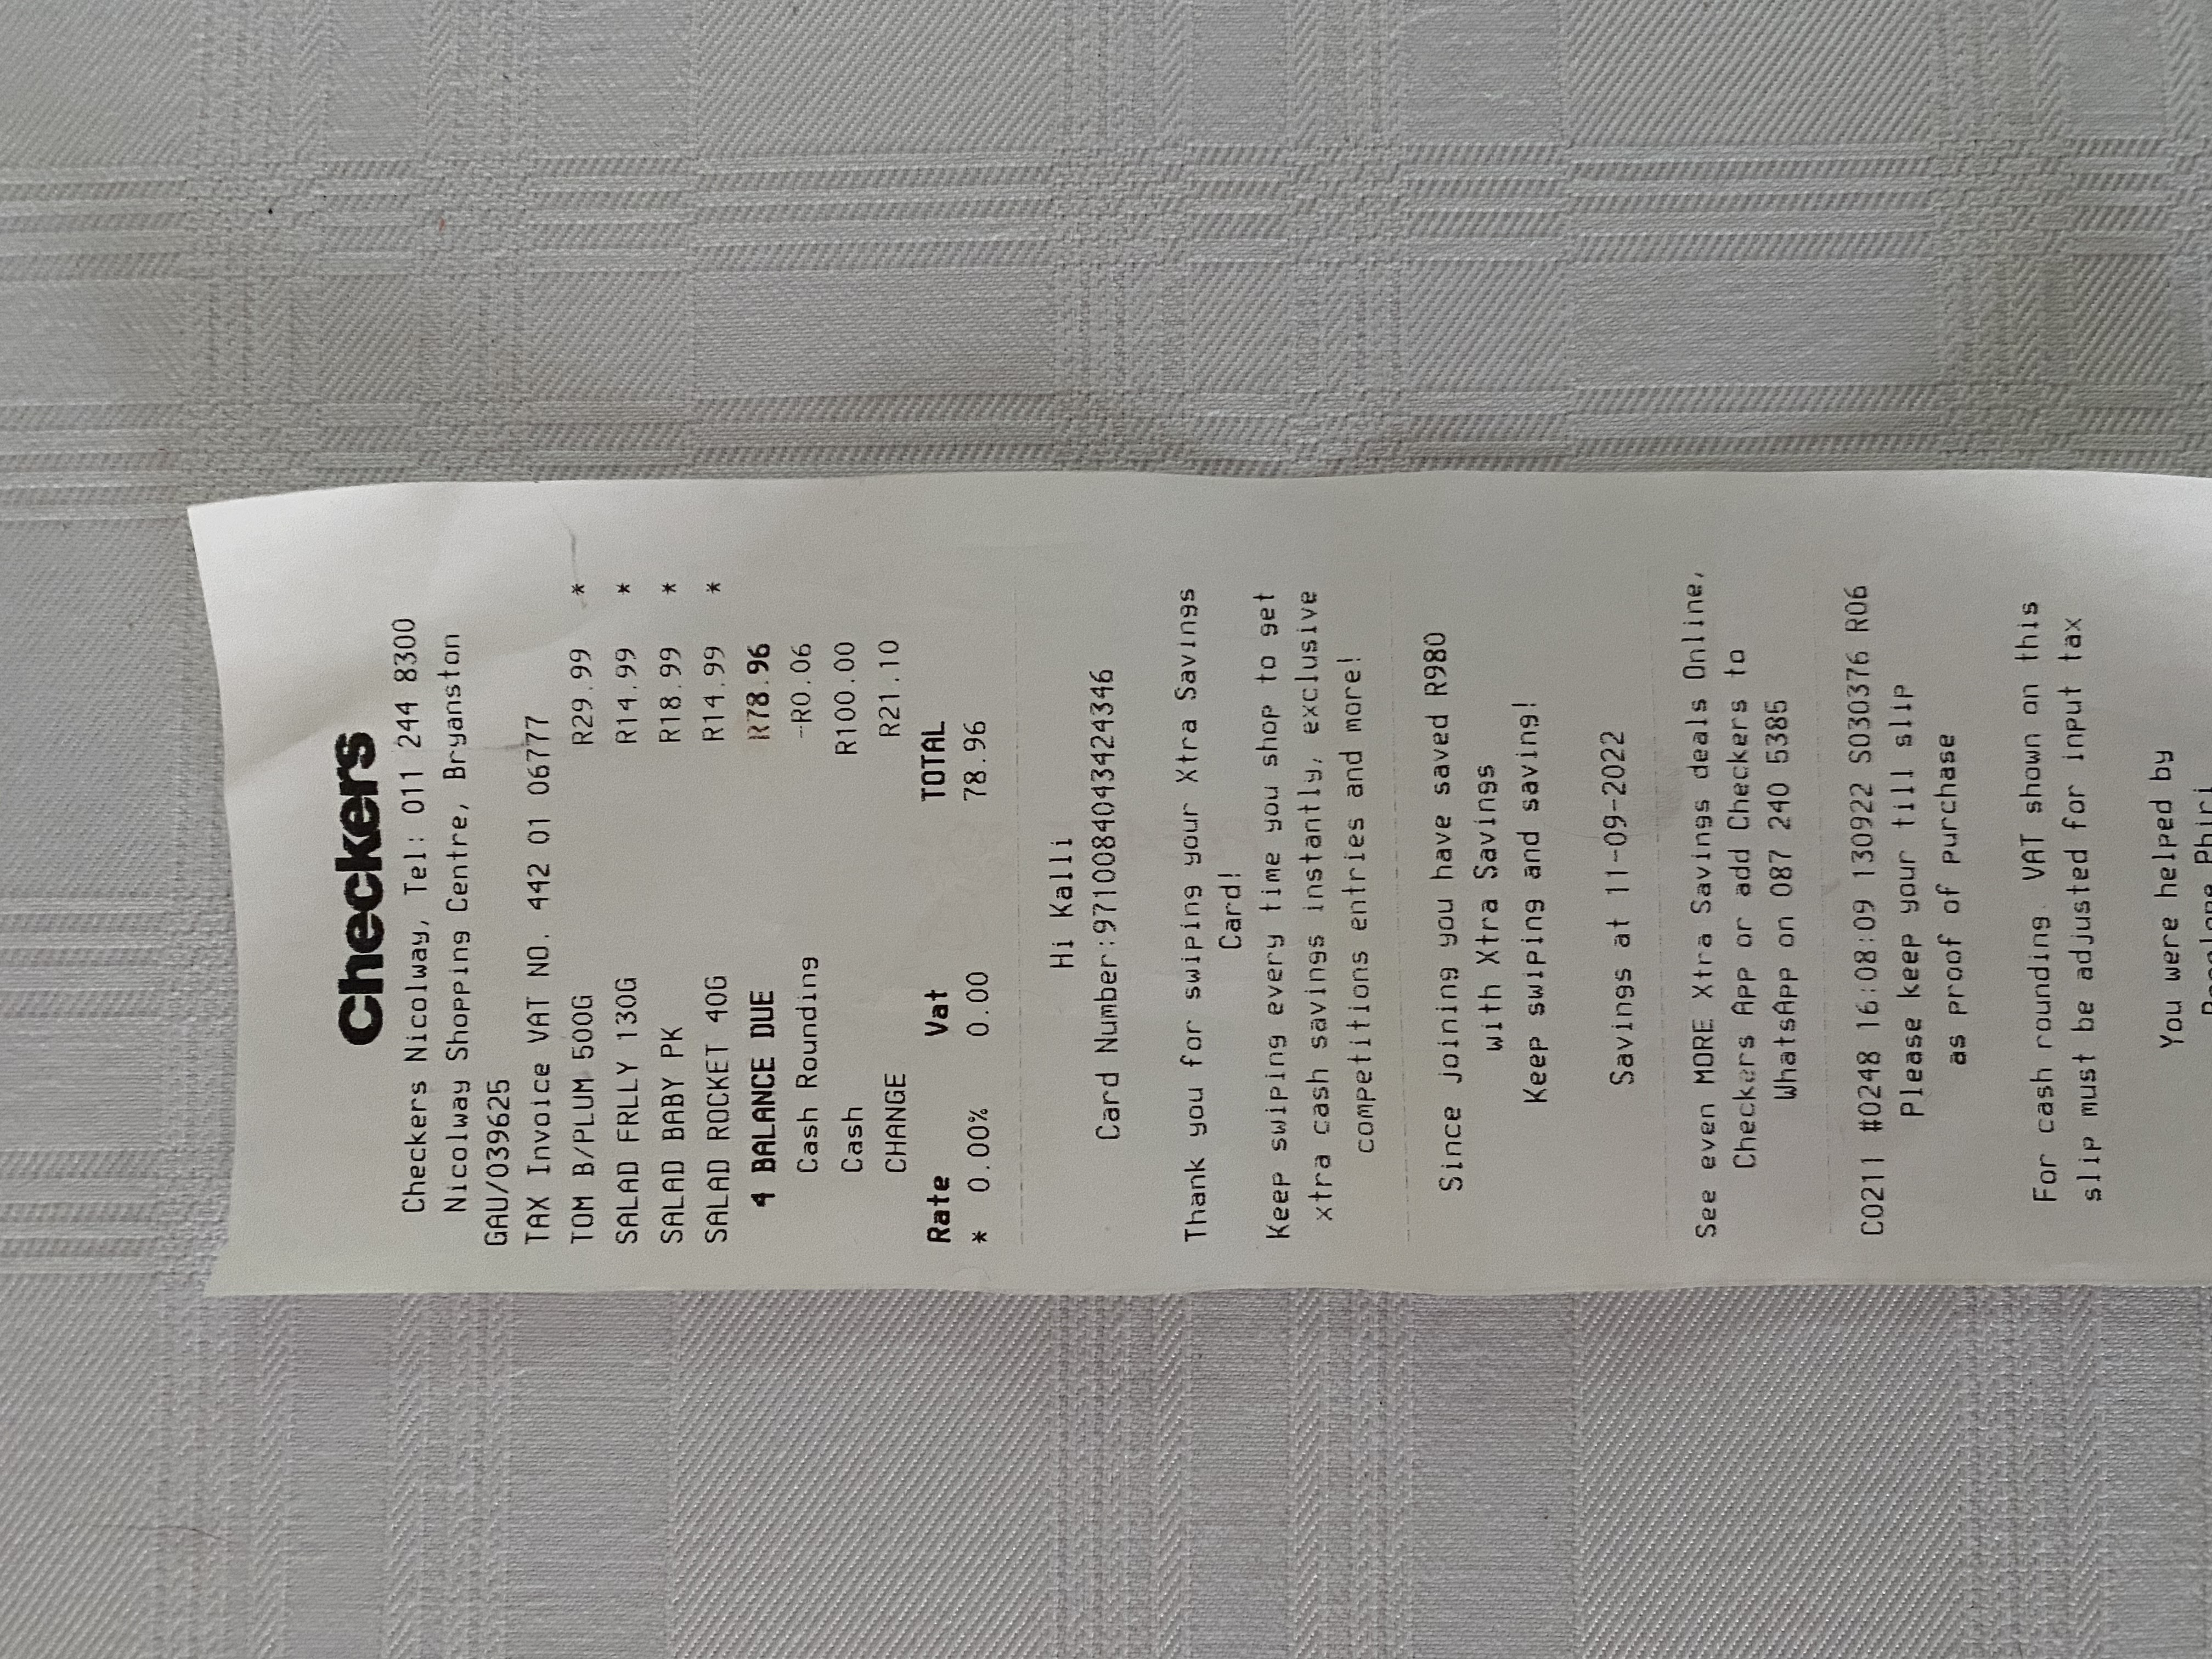 Checkers
Checkers Nicolway, Tel: 011 244 8300
Nicolway Shopping Centre, Bryanston
GAU/039625
TAX Invoice VAT NO. 442 01 06777
TOM B/PLUM 500G R29.99 *
SALAD FRLLY 130G R14.99 *
SALAD BABY PK R18.99 *
SALAD ROCKET 40G R14.99 *
4 BALANCE DUE R78.96
Cash Rounding -R0.06
Cash R100.00
CHANGE R21.10
Rate Vat TOTAL
* 0.00% 0.00 78.96
Hi Kalli
Card Number:9710084043424346
Thank you for swiping your Xtra Savings
Card!
Keep swiping every time you shop to get
xtra cash savings instantly, exclusive
competitions entries and more!
Since joining you have saved R980
with Xtra Savings
Keep swiping and saving!
Savings at 11-09-2022
See even MORE Xtra Savings deals Online,
Checkers App or add Checkers to
WhatsApp on 087 240 5385
C0211 #0248 16:08:09 130922 S030376 R06
Please keep your till slip
as proof of purchase
For cash rounding. VAT shown on this
slip must be adjusted for input tax
You were helped by
Penelope Phiri